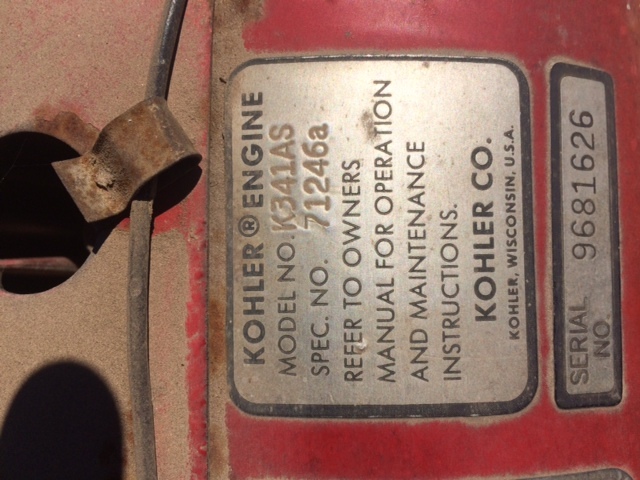 KOHLER ® ENGINE
MODEL NO. K341AS
SPEC. NO. 71246a
REFER TO OWNERS
MANUAL FOR OPERATION
AND MAINTENANCE
INSTRUCTIONS.
KOHLER CO.
KOHLER, WISCONSIN, U.S.A.
SERIAL NO. 9681626